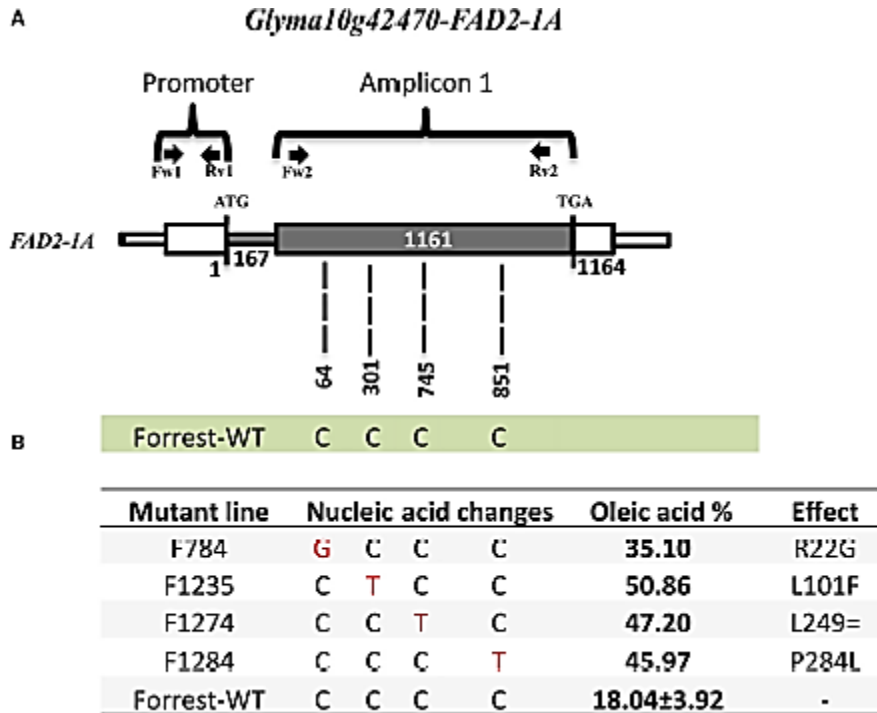 A
Glyma10g42470-FAD2-1A
Promoter Amplicon 1
Fw1 Rv1 Fw2 Rv2
ATG TGA
FAD2-1A 1161
1 167 1164
64 301 745 851
B
Forrest-WT C C C C
Mutant line Nucleic acid changes Oleic acid % Effect
F784 G C C C 35.10 R22G
F1235 C T C C 50.86 L101F
F1274 C C T C 47.20 L249=
F1284 C C C T 45.97 P284L
Forrest-WT C C C C 18.04±3.92 -